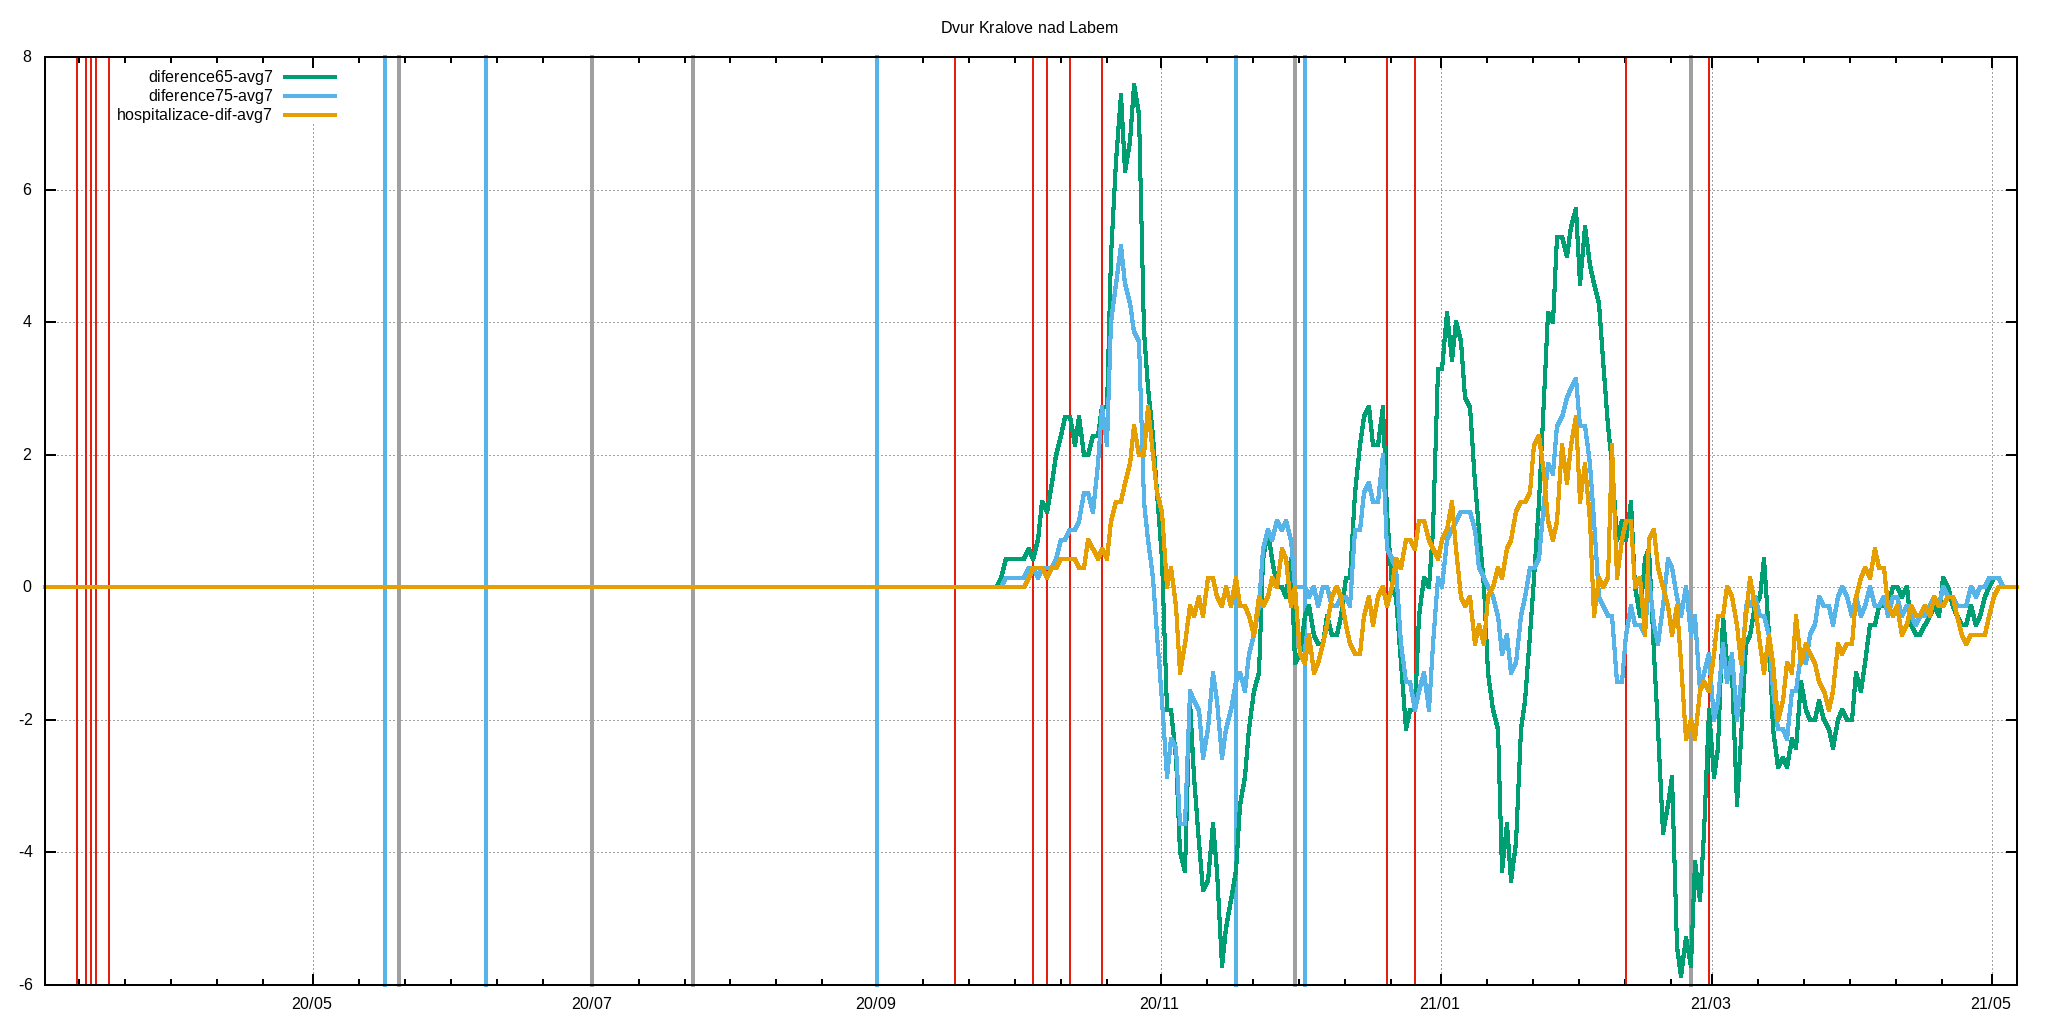 Dvur Kralove nad Labem
8
6
4
2
0
-2
-4
-6
diference65-avg7
diference75-avg7
hospitalizace-dif-avg7
20/05 20/07 20/09 20/11 21/01 21/03 21/05